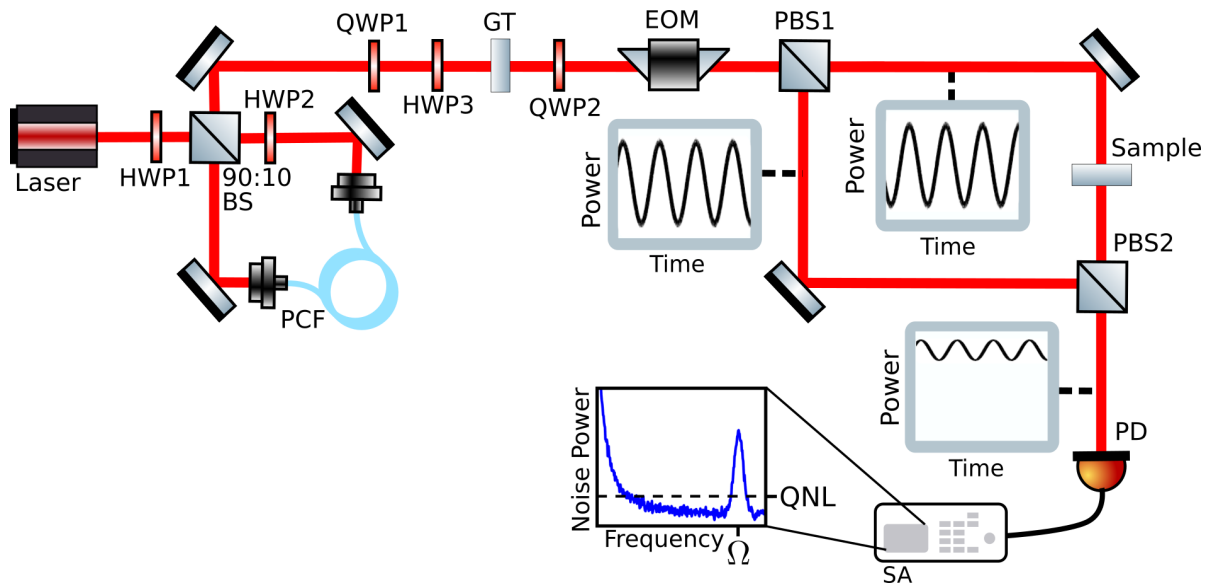 QWP1
GT
EOM
PBS1
HWP2
HWP3
QWP2
Laser
HWP1
90:10
BS
PCF
Power
Time
Power
Time
Sample
PBS2
Power
Time
PD
Noise Power
QNL
Frequency
Ω
SA